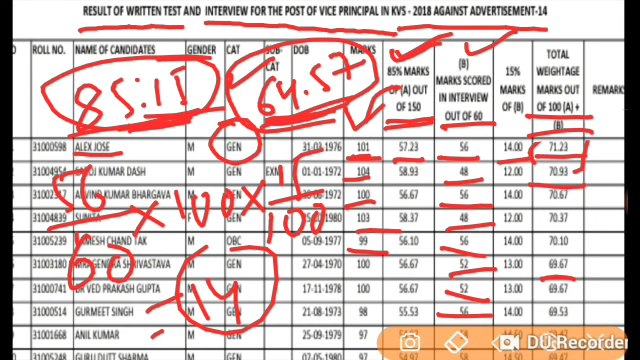 RESULT OF WRITTEN TEST AND INTERVIEW FOR THE POST OF VICE PRINCIPAL IN KVS - 2018 AGAINST ADVERTISEMENT-14
ROLL NO. NAME OF CANDIDATES GENDER CAT SUB-CAT DOB MARKS 85% MARKS OF (A) OUT OF 150 (B) MARKS SCORED IN INTERVIEW OUT OF 60 15% MARKS OF (B) TOTAL WEIGHTAGE MARKS OUT OF 100 (A) + (B) REMARKS
85:15 64.57
31000598 ALEX JOSE M GEN 31-03-1976 101 57.23 56 14.00 71.23
31004954 KUMAR DASH M GEN 01-01-1972 104 58.93 48 12.00 70.93
KUMAR BHARGAVA M GEN 1972 100 56.67 56 14.00 70.67
31004839 SUNITA F 1980 103 58.37 48 12.00 70.37
31005239 CHAND TAK M OBC 05-09-1977 99 56.10 56 14.00 70.10
31003180 M GEN 27-04-1970 100 56.67 52 13.00 69.67
31000741 DR VED PRAKASH GUPTA M GEN 17-11-1978 100 56.67 52 13.00 69.67
31000514 GURMEET SINGH M GEN 21-08-1973 98 55.53 56 14.00 69.53
31001668 ANIL KUMAR M GEN 25-09-1979 97
31005248 GURU DUTT SHARMA M GEN 07-05-1980 97
56/60 × 100 × 15/100
= 14
DU Recorder